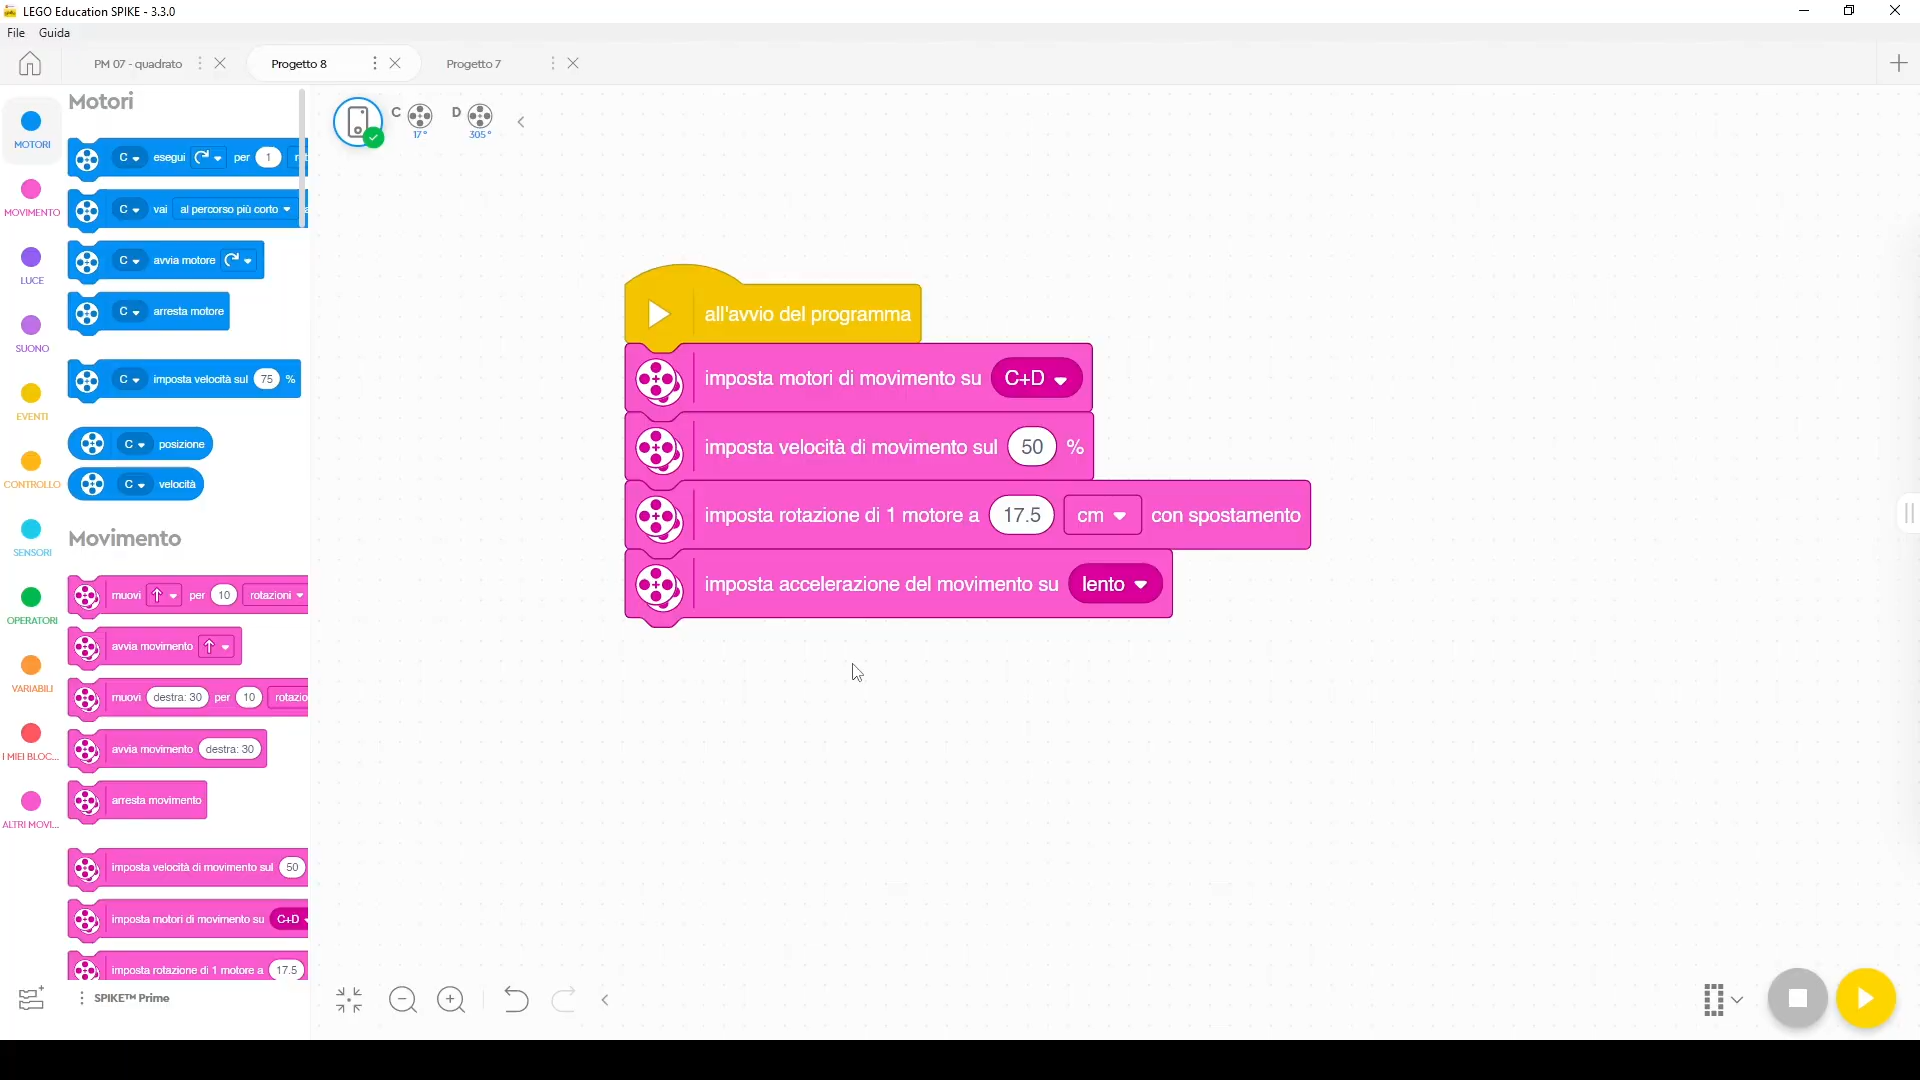 LEGO Education SPIKE - 3.3.0
File Guida
PM 07 - quadrato Progetto 8 Progetto 7
Motori
C 17° D 305°
MOTORI
MOVIMENTO
LUCE
SUONO
EVENTI
CONTROLLO
SENSORI
OPERATORI
VARIABILI
I MIEI BLOC...
ALTRI MOVI...
C esegui per 1
C vai al percorso più corto
C avvia motore
C arresta motore
C imposta velocità sul 75 %
C posizione
C velocità
Movimento
muovi per 10 rotazioni
avvia movimento
muovi destra: 30 per 10 rotazio
avvia movimento destra: 30
arresta movimento
imposta velocità di movimento sul 50
imposta motori di movimento su C+D
imposta rotazione di 1 motore a 17.5
SPIKE™ Prime
all'avvio del programma
imposta motori di movimento su C+D
imposta velocità di movimento sul 50 %
imposta rotazione di 1 motore a 17.5 cm con spostamento
imposta accelerazione del movimento su lento